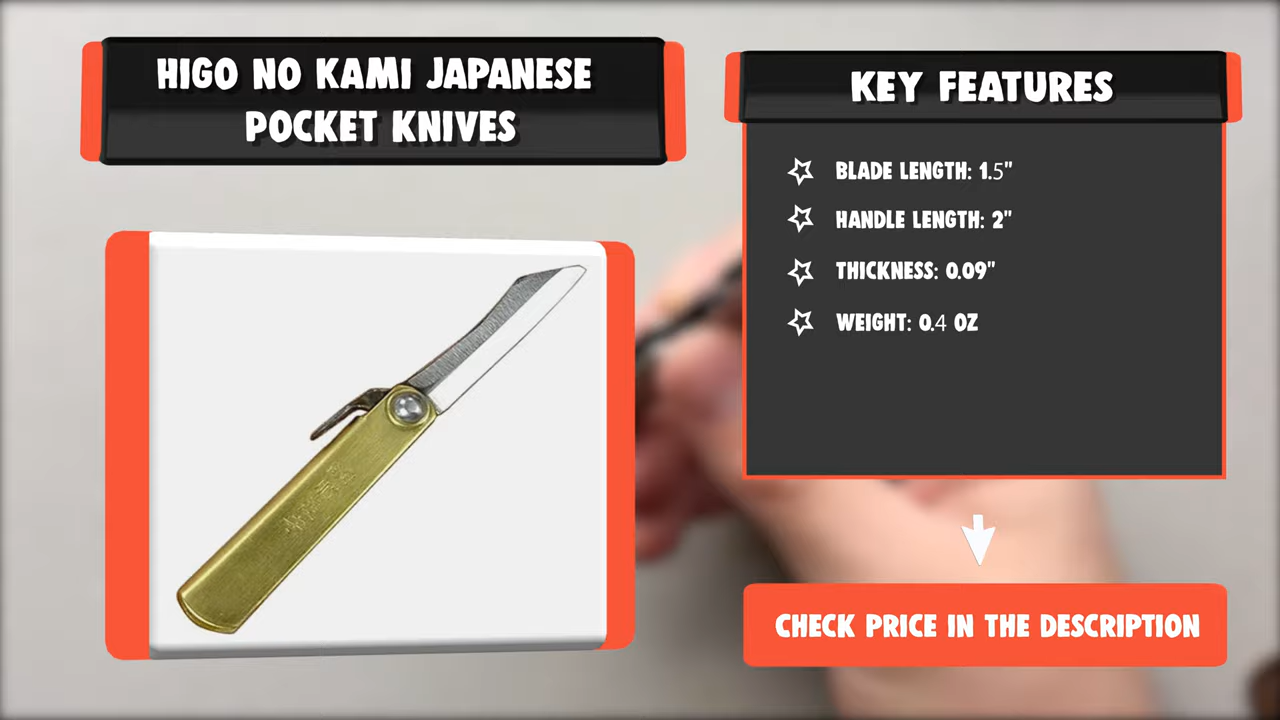 HIGO NO KAMI JAPANESE
POCKET KNIVES
KEY FEATURES
BLADE LENGTH: 1.5"
HANDLE LENGTH: 2"
THICKNESS: 0.09"
WEIGHT: 0.4 OZ
CHECK PRICE IN THE DESCRIPTION